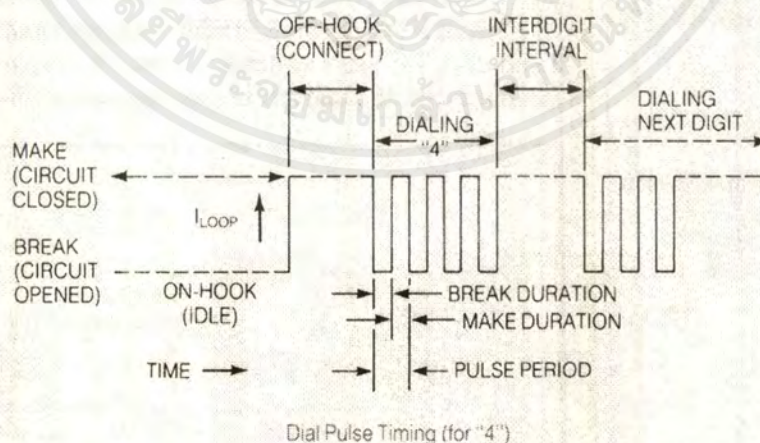 OFF-HOOK
(CONNECT)
INTERDIGIT
INTERVAL
DIALING
"4"
DIALING
NEXT DIGIT
MAKE
(CIRCUIT
CLOSED)
I LOOP
BREAK
(CIRCUIT
OPENED)
ON-HOOK
(IDLE)
BREAK DURATION
MAKE DURATION
TIME
PULSE PERIOD
Dial Pulse Timing (for "4")